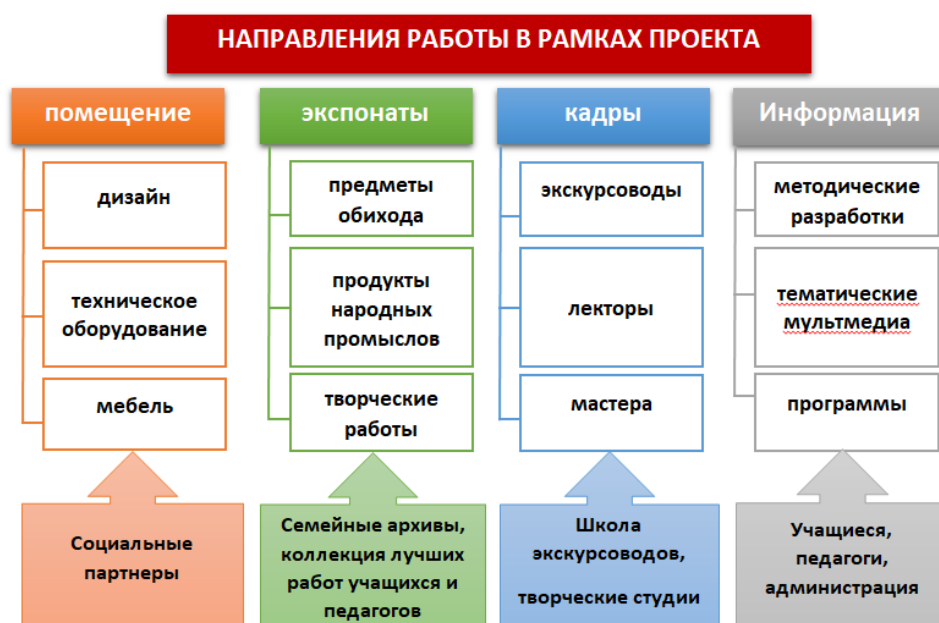 НАПРАВЛЕНИЯ РАБОТЫ В РАМКАХ ПРОЕКТА
помещение
дизайн
техническое
оборудование
мебель
Социальные
партнеры
экспонаты
предметы
обихода
продукты
народных
промыслов
творческие
работы
Семейные архивы,
коллекция лучших
работ учащихся и
педагогов
кадры
экскурсоводы
лекторы
мастера
Школа
экскурсоводов,
творческие студии
Информация
методические
разработки
тематические
мультмедиа
программы
Учащиеся,
педагоги,
администрация